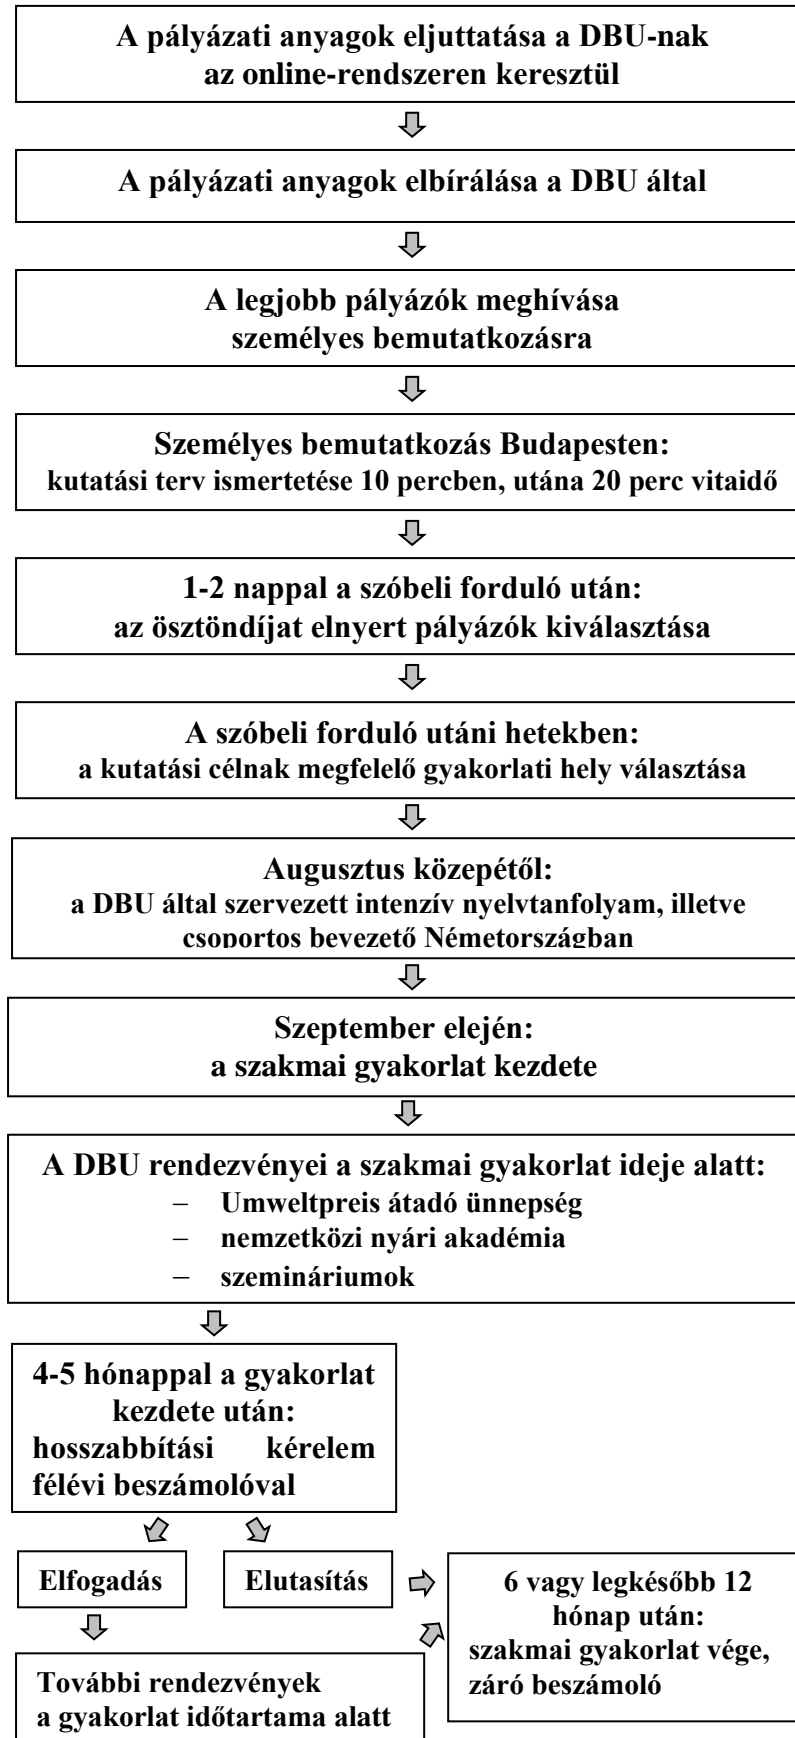 A pályázati anyagok eljuttatása a DBU-nak
az online-rendszeren keresztül
A pályázati anyagok elbírálása a DBU által
A legjobb pályázók meghívása
személyes bemutatkozásra
Személyes bemutatkozás Budapesten:
kutatási terv ismertetése 10 percben, utána 20 perc vitaidő
1-2 nappal a szóbeli forduló után:
az ösztöndíjat elnyert pályázók kiválasztása
A szóbeli forduló utáni hetekben:
a kutatási célnak megfelelő gyakorlati hely választása
Augusztus közepétől:
a DBU által szervezett intenzív nyelvtanfolyam, illetve
csoportos bevezető Németországban
Szeptember elején:
a szakmai gyakorlat kezdete
A DBU rendezvényei a szakmai gyakorlat ideje alatt:
– Umweltpreis átadó ünnepség
– nemzetközi nyári akadémia
– szemináriumok
4-5 hónappal a gyakorlat
kezdete után:
hosszabbítási kérelem
félévi beszámolóval
Elfogadás
Elutasítás
6 vagy legkésőbb 12
hónap után:
szakmai gyakorlat vége,
záró beszámoló
További rendezvények
a gyakorlat időtartama alatt